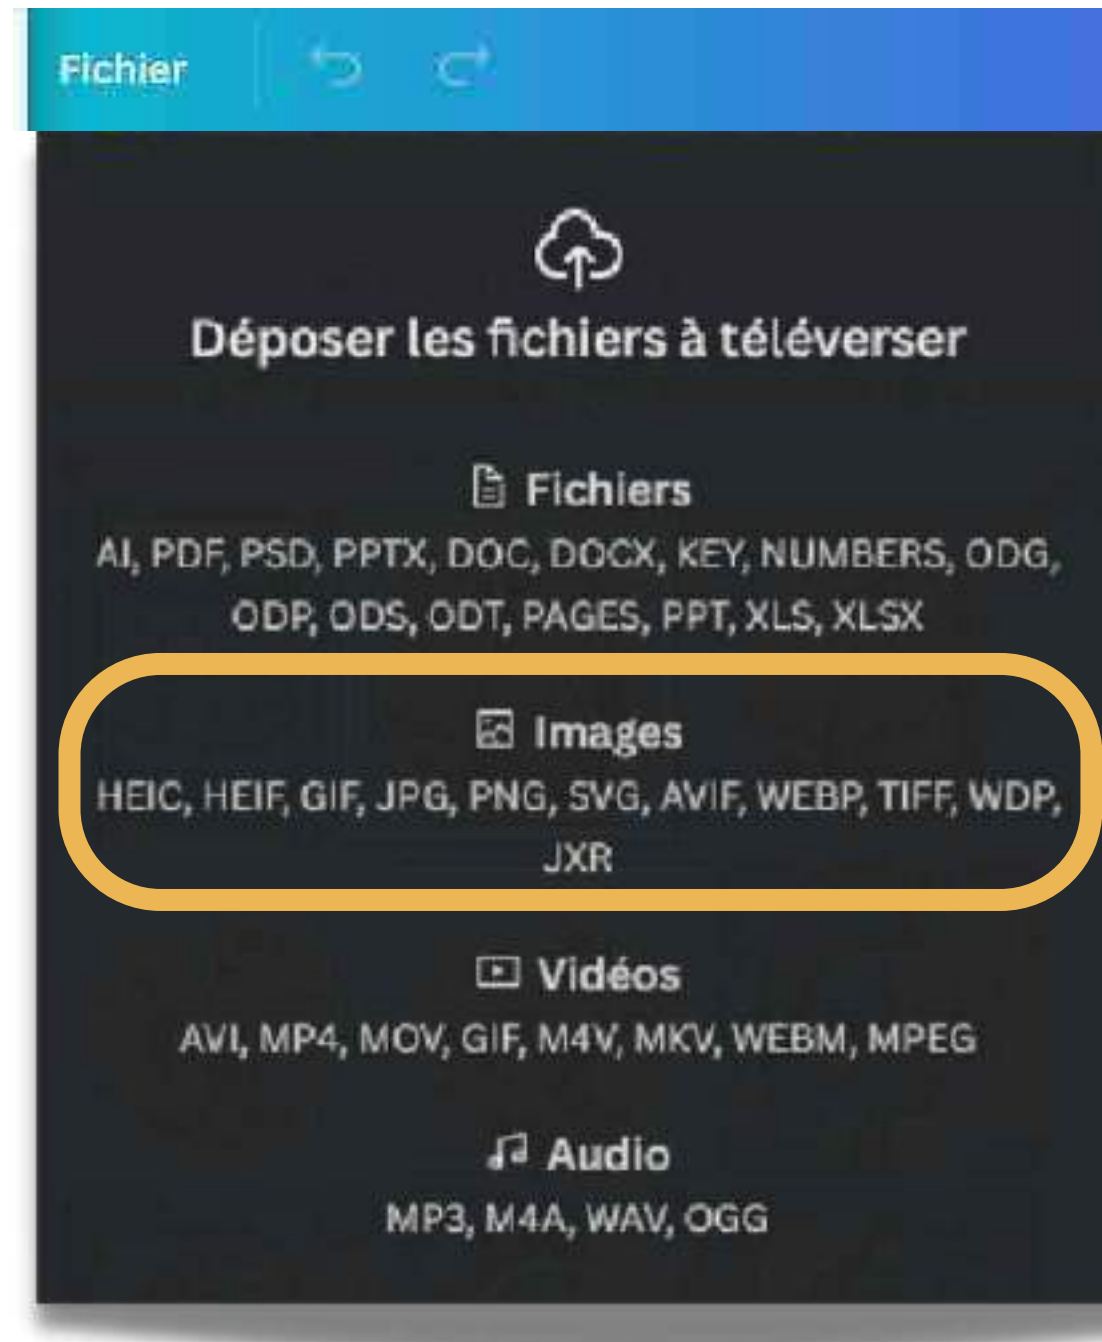 Fichier
Déposer les fichiers à téléverser
Fichiers
AI, PDF, PSD, PPTX, DOC, DOCX, KEY, NUMBERS, ODG,
ODP, ODS, ODT, PAGES, PPT, XLS, XLSX
Images
HEIC, HEIF, GIF, JPG, PNG, SVG, AVIF, WEBP, TIFF, WDP,
JXR
Vidéos
AVI, MP4, MOV, GIF, M4V, MKV, WEBM, MPEG
Audio
MP3, M4A, WAV, OGG